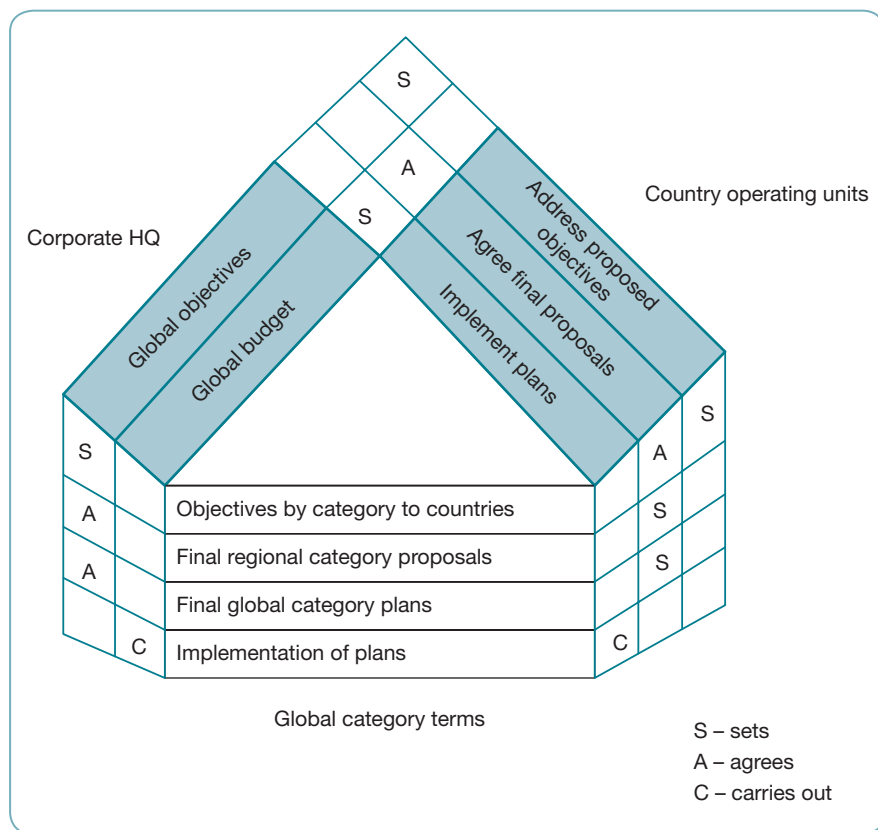 S
A
S
Country operating units
Corporate HQ
Address proposed
objectives
Agree final proposals
Implement plans
Global objectives
Global budget
S
A
A
C
S
A
S
S
C
Objectives by category to countries
Final regional category proposals
Final global category plans
Implementation of plans
Global category terms
S – sets
A – agrees
C – carries out